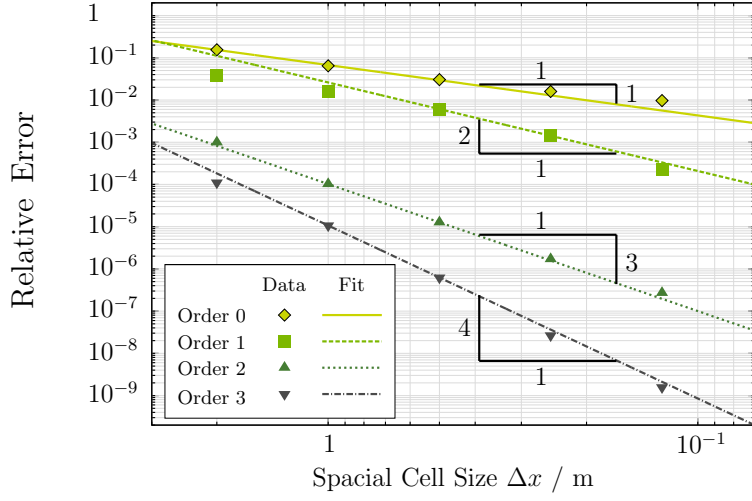 1
10⁻¹
10⁻²
10⁻³
10⁻⁴
10⁻⁵
10⁻⁶
10⁻⁷
10⁻⁸
10⁻⁹
Relative Error
1
1
2
1
1
3
4
1
Data Fit
Order 0
Order 1
Order 2
Order 3
1 10⁻¹
Spacial Cell Size Δx / m